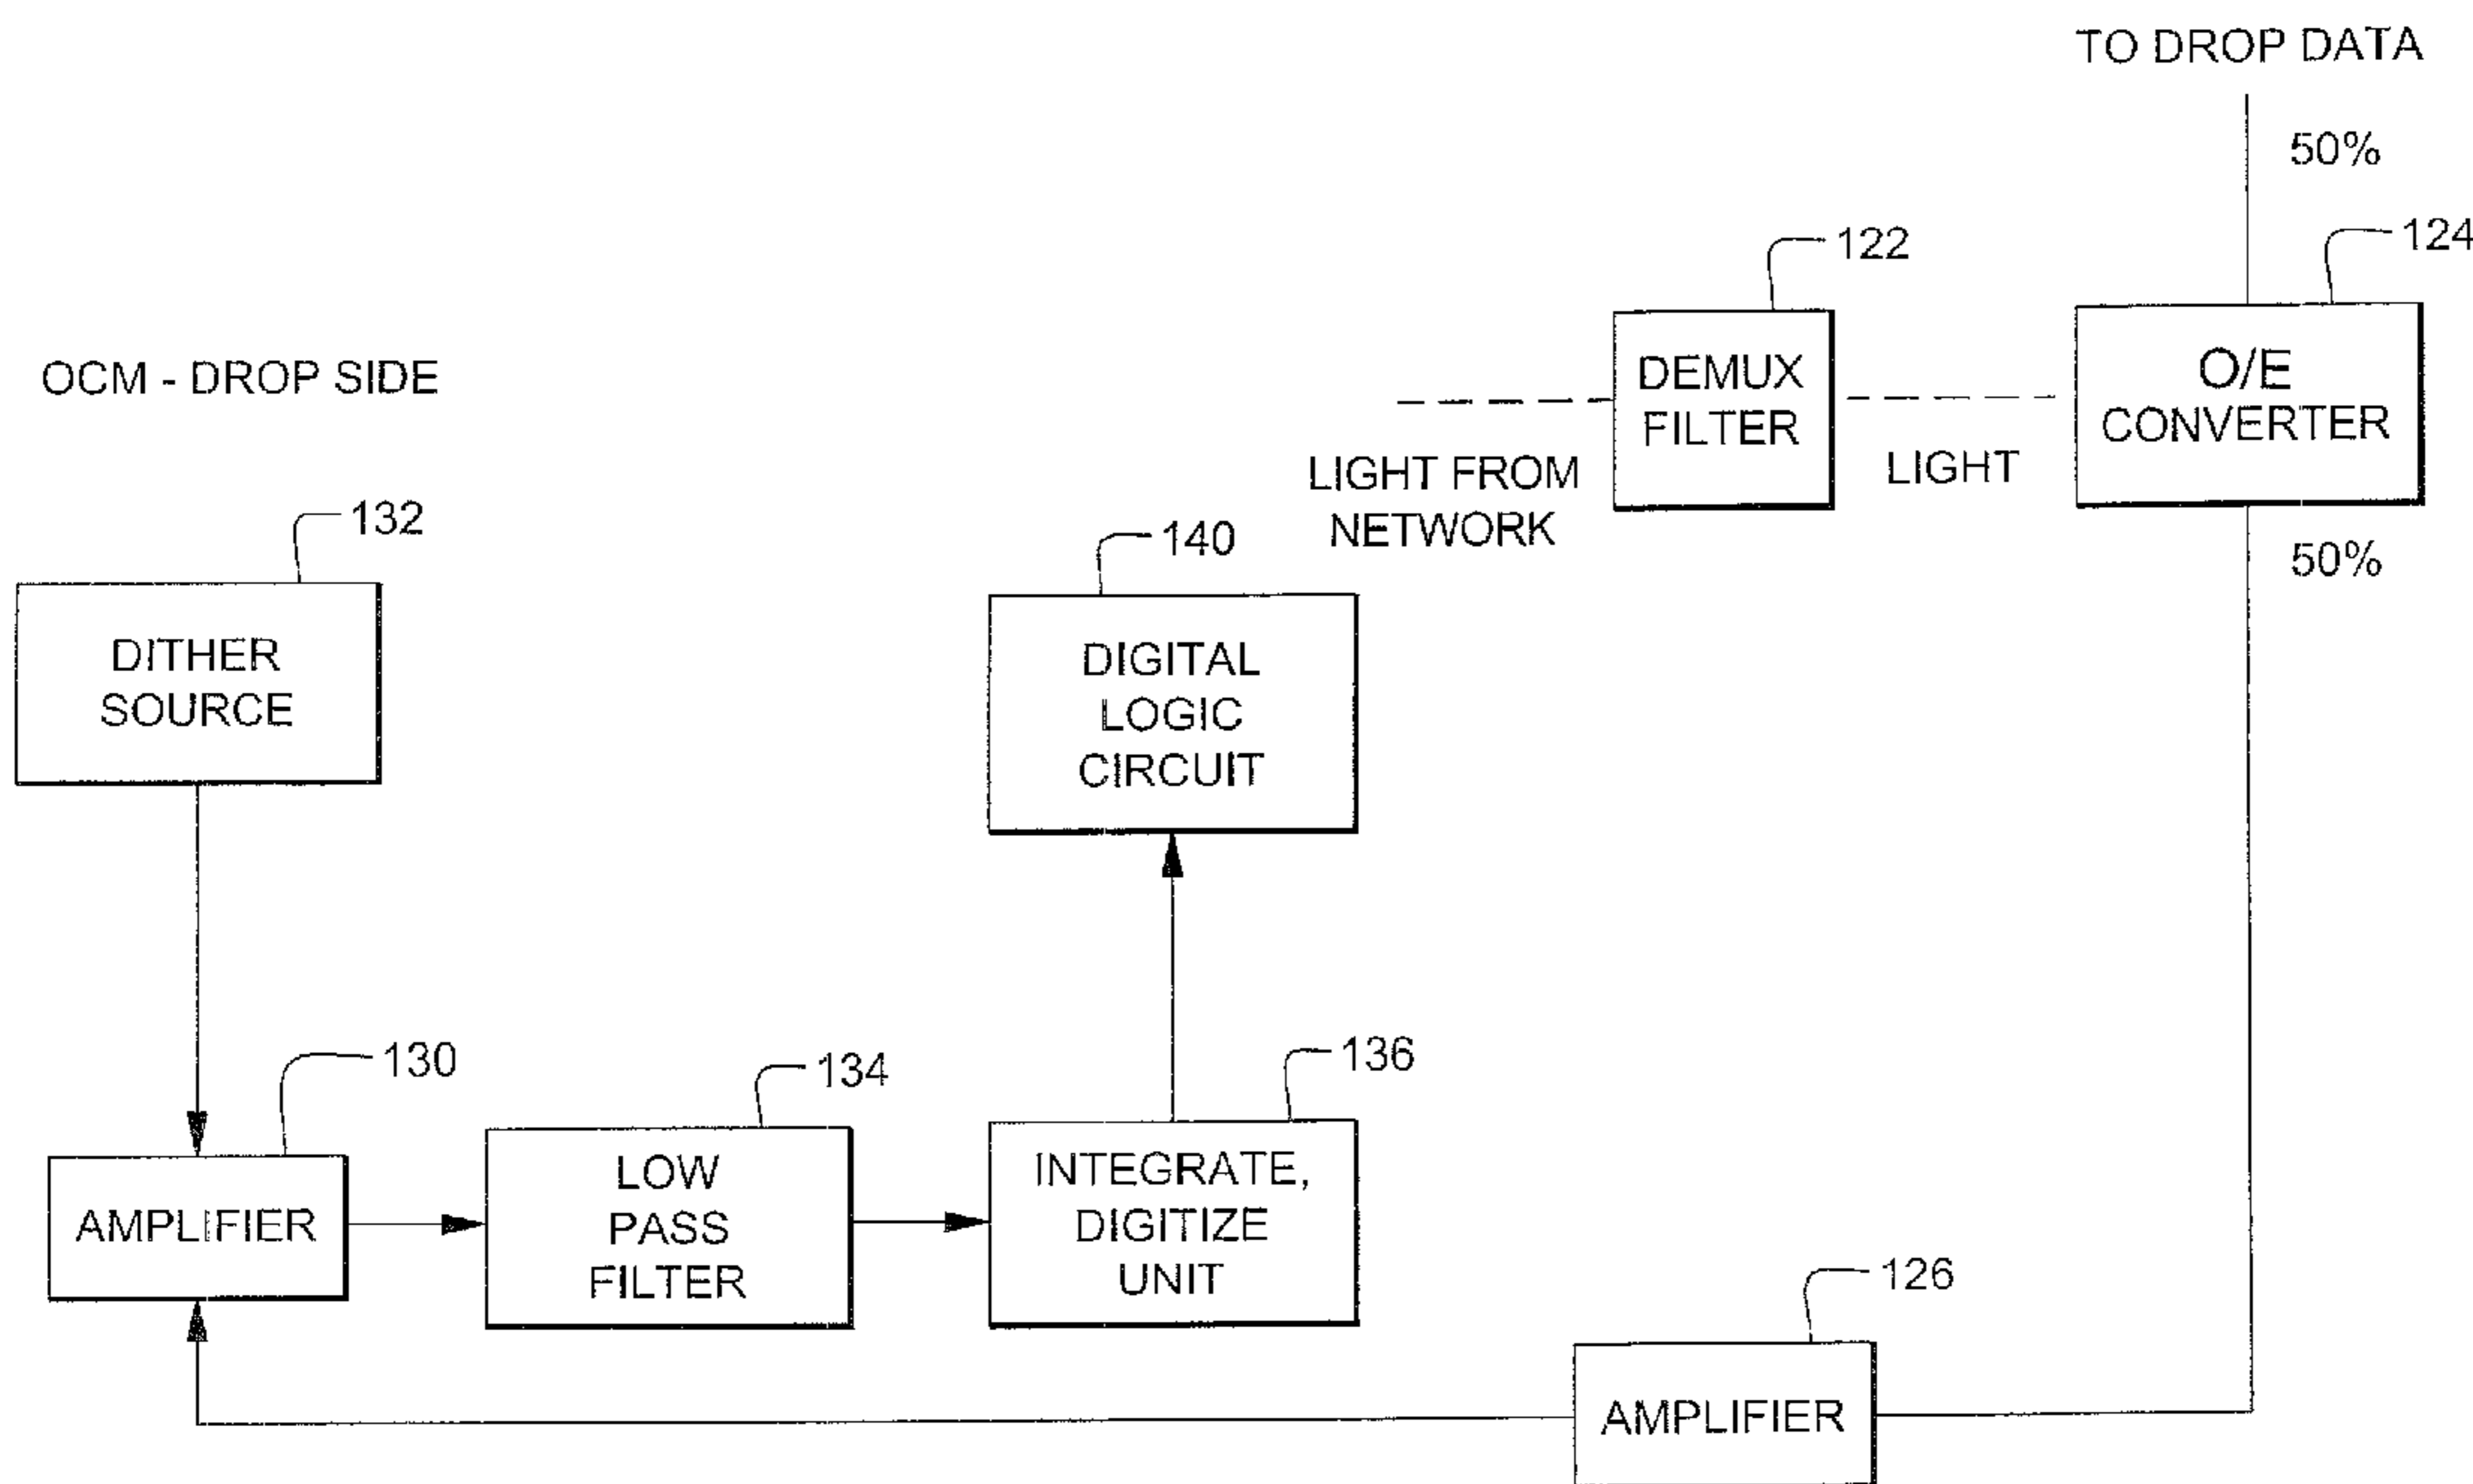 TO DROP DATA
50%
122
124
DEMUX
FILTER
O/E
CONVERTER
OCM - DROP SIDE
LIGHT FROM
NETWORK
LIGHT
50%
132
140
DITHER
SOURCE
DIGITAL
LOGIC
CIRCUIT
130
134
136
AMPLIFIER
LOW
PASS
FILTER
INTEGRATE,
DIGITIZE
UNIT
126
AMPLIFIER